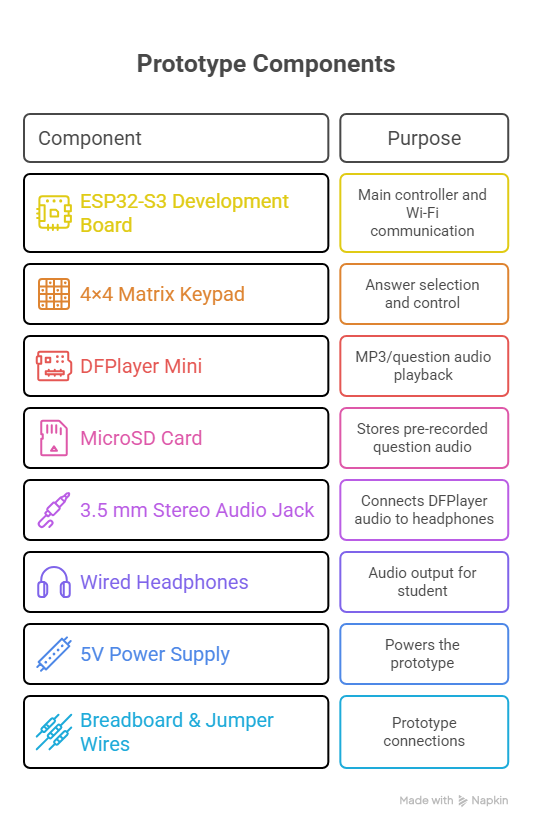 Prototype Components
Component
Purpose
ESP32-S3 Development
Board
Main controller and
Wi-Fi
communication
4×4 Matrix Keypad
Answer selection
and control
DFPlayer Mini
MP3/question audio
playback
MicroSD Card
Stores pre-recorded
question audio
3.5 mm Stereo Audio Jack
Connects DFPlayer
audio to headphones
Wired Headphones
Audio output for
student
5V Power Supply
Powers the
prototype
Breadboard & Jumper
Wires
Prototype
connections
Made with Napkin